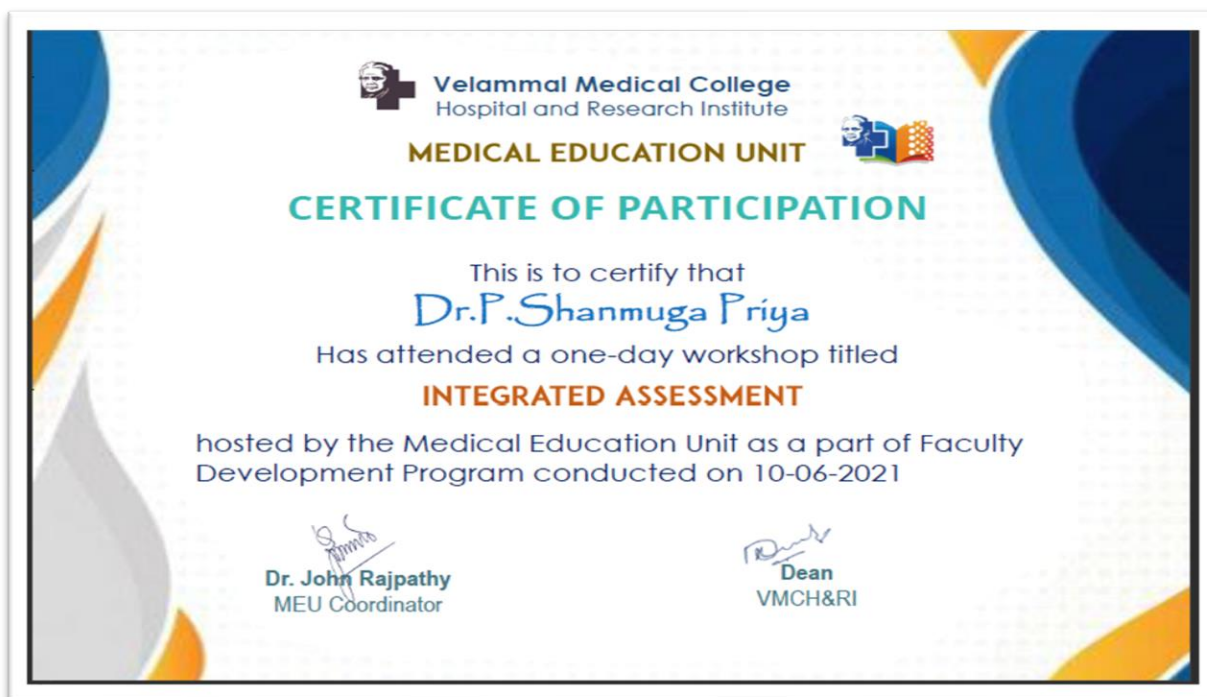 Velammal Medical College
Hospital and Research Institute
MEDICAL EDUCATION UNIT
CERTIFICATE OF PARTICIPATION
This is to certify that
Dr.P.Shanmuga Priya
Has attended a one-day workshop titled
INTEGRATED ASSESSMENT
hosted by the Medical Education Unit as a part of Faculty
Development Program conducted on 10-06-2021
Dr. John Rajpathy
MEU Coordinator
Dean
VMCH&RI